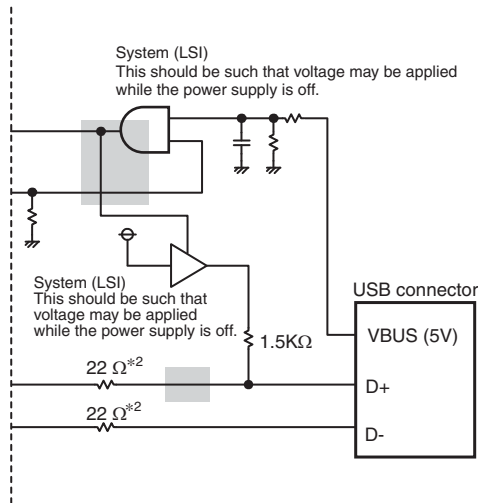 System (LSI)
This should be such that voltage may be applied
while the power supply is off.
System (LSI)
This should be such that
voltage may be applied
while the power supply is off.
USB connector
VBUS (5V)
1.5KΩ
22 Ω*2
D+
22 Ω*2
D-